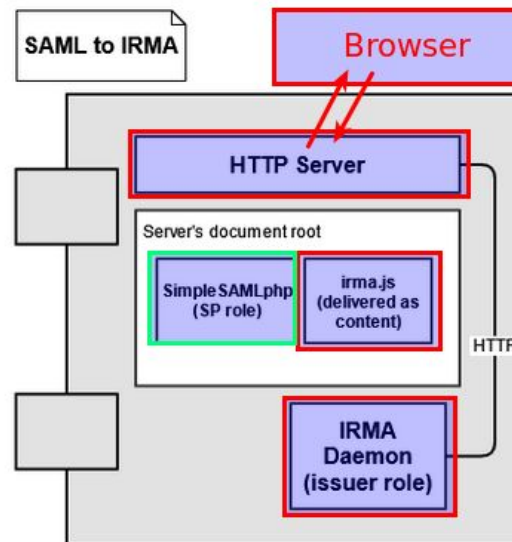 SAML to IRMA
Browser
HTTP Server
Server's document root
SimpleSAMLphp
(SP role)
irma.js
(delivered as
content)
HTTP
IRMA
Daemon
(issuer role)